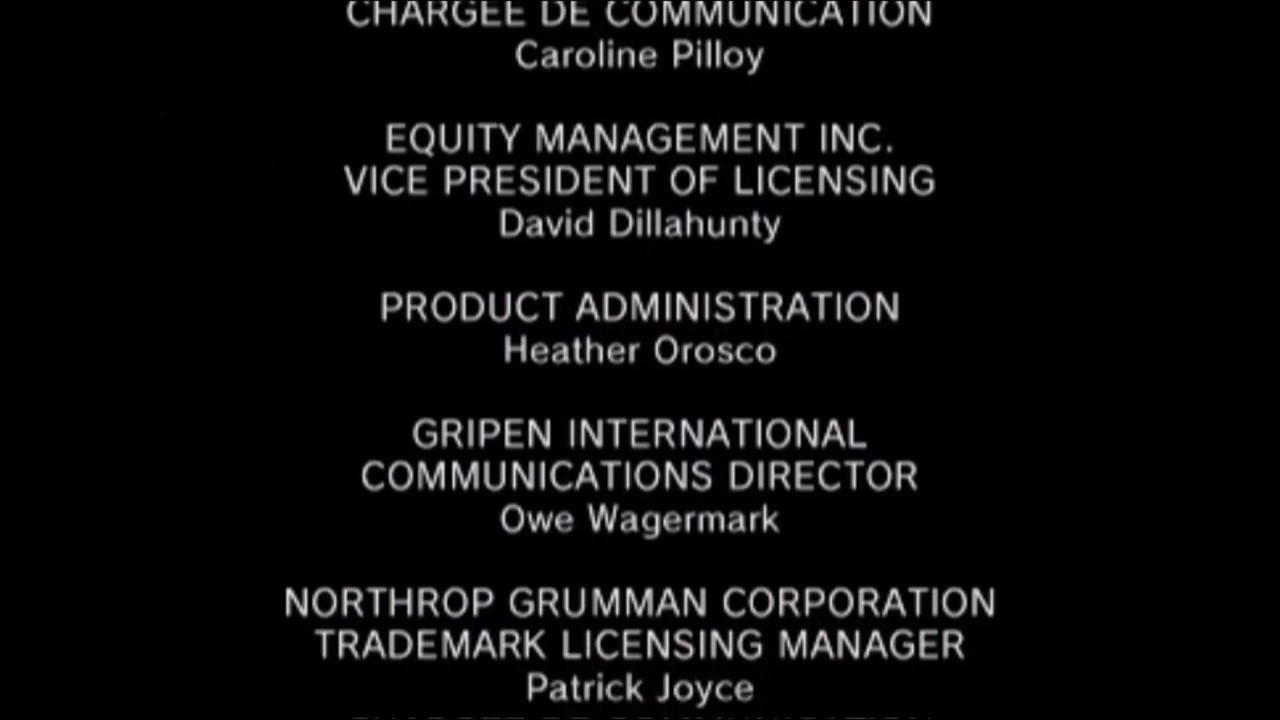 CHARGÉE DE COMMUNICATION
Caroline Pilloy
EQUITY MANAGEMENT INC.
VICE PRESIDENT OF LICENSING
David Dillahunty
PRODUCT ADMINISTRATION
Heather Orosco
GRIPEN INTERNATIONAL
COMMUNICATIONS DIRECTOR
Owe Wagermark
NORTHROP GRUMMAN CORPORATION
TRADEMARK LICENSING MANAGER
Patrick Joyce